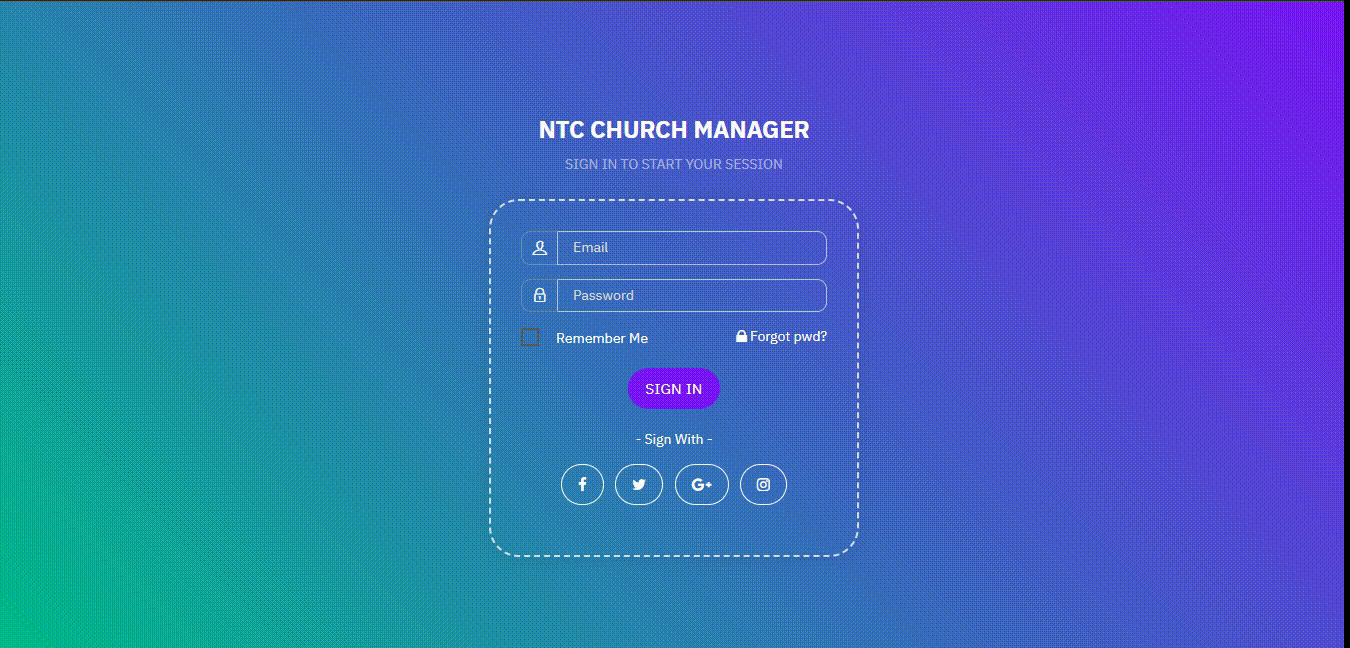 NTC CHURCH MANAGER
SIGN IN TO START YOUR SESSION
Email
Password
Remember Me
Forgot pwd?
SIGN IN
- Sign With -
G+